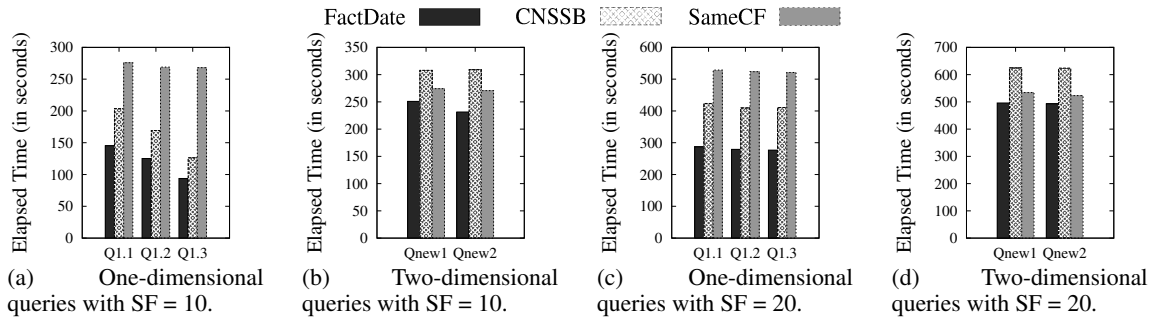 FactDate CNSSB SameCF
Elapsed Time (in seconds)
300
250
200
150
100
50
0
Q1.1 Q1.2 Q1.3
(a) One-dimensional
queries with SF = 10.
Elapsed Time (in seconds)
350
300
250
200
150
100
50
0
Qnew1 Qnew2
(b) Two-dimensional
queries with SF = 10.
Elapsed Time (in seconds)
600
500
400
300
200
100
0
Q1.1 Q1.2 Q1.3
(c) One-dimensional
queries with SF = 20.
Elapsed Time (in seconds)
700
600
500
400
300
200
100
0
Qnew1 Qnew2
(d) Two-dimensional
queries with SF = 20.